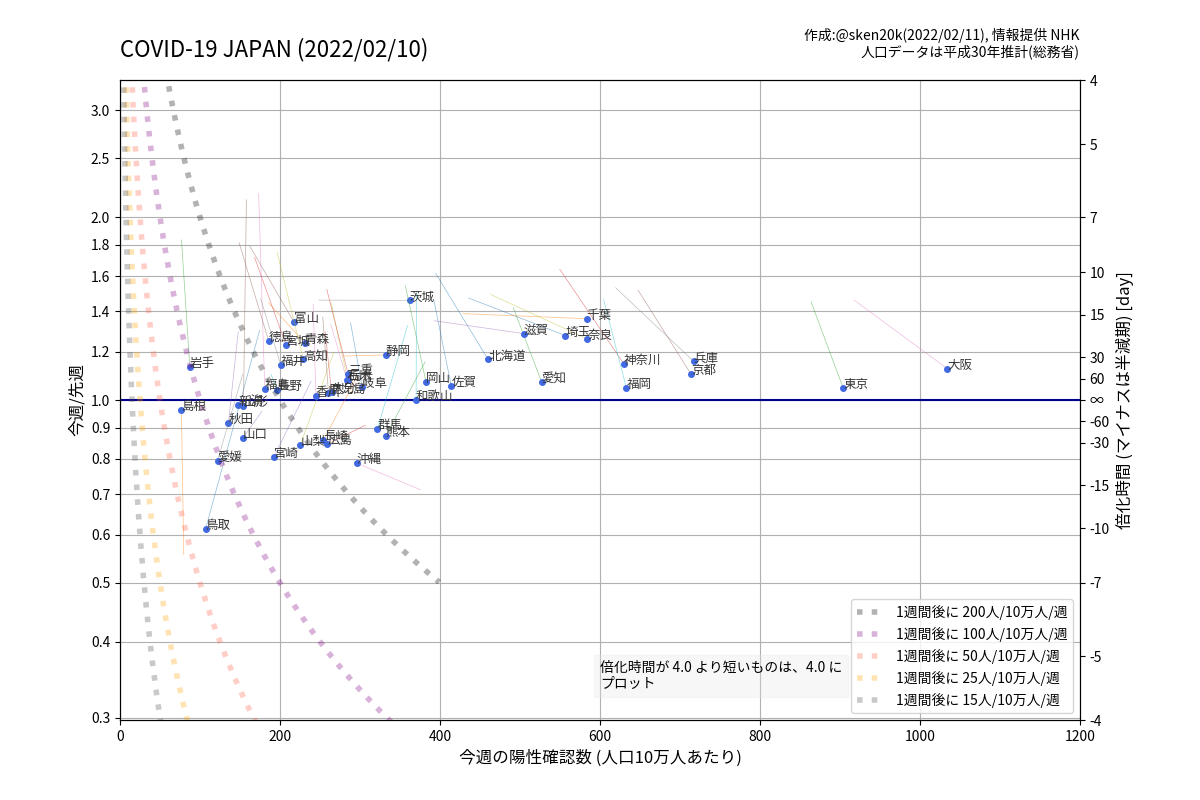 COVID-19 JAPAN (2022/02/10)
作成:@sken20k(2022/02/11), 情報提供 NHK
人口データは平成30年推計(総務省)
今週/先週
3.0
2.5
2.0
1.8
1.6
1.4
1.2
1.0
0.9
0.8
0.7
0.6
0.5
0.4
0.3
4
5
7
10
15
30
60
∞
-60
-30
-15
-10
-7
-5
-4
倍化時間 (マイナスは半減期) [day]
茨城
富山
千葉
滋賀
埼玉
奈良
徳島
宮城
青森
静岡
高知
北海道
岩手
福井
神奈川
兵庫
京都
大阪
三重
岐阜
岡山
佐賀
愛知
福岡
東京
福島
長野
香川
鹿児島
和歌山
島根
山形
秋田
山口
群馬
熊本
長崎
広島
山梨
宮崎
愛媛
沖縄
鳥取
倍化時間が 4.0 より短いものは、4.0 に
プロット
1週間後に 200人/10万人/週
1週間後に 100人/10万人/週
1週間後に 50人/10万人/週
1週間後に 25人/10万人/週
1週間後に 15人/10万人/週
0 200 400 600 800 1000 1200
今週の陽性確認数 (人口10万人あたり)